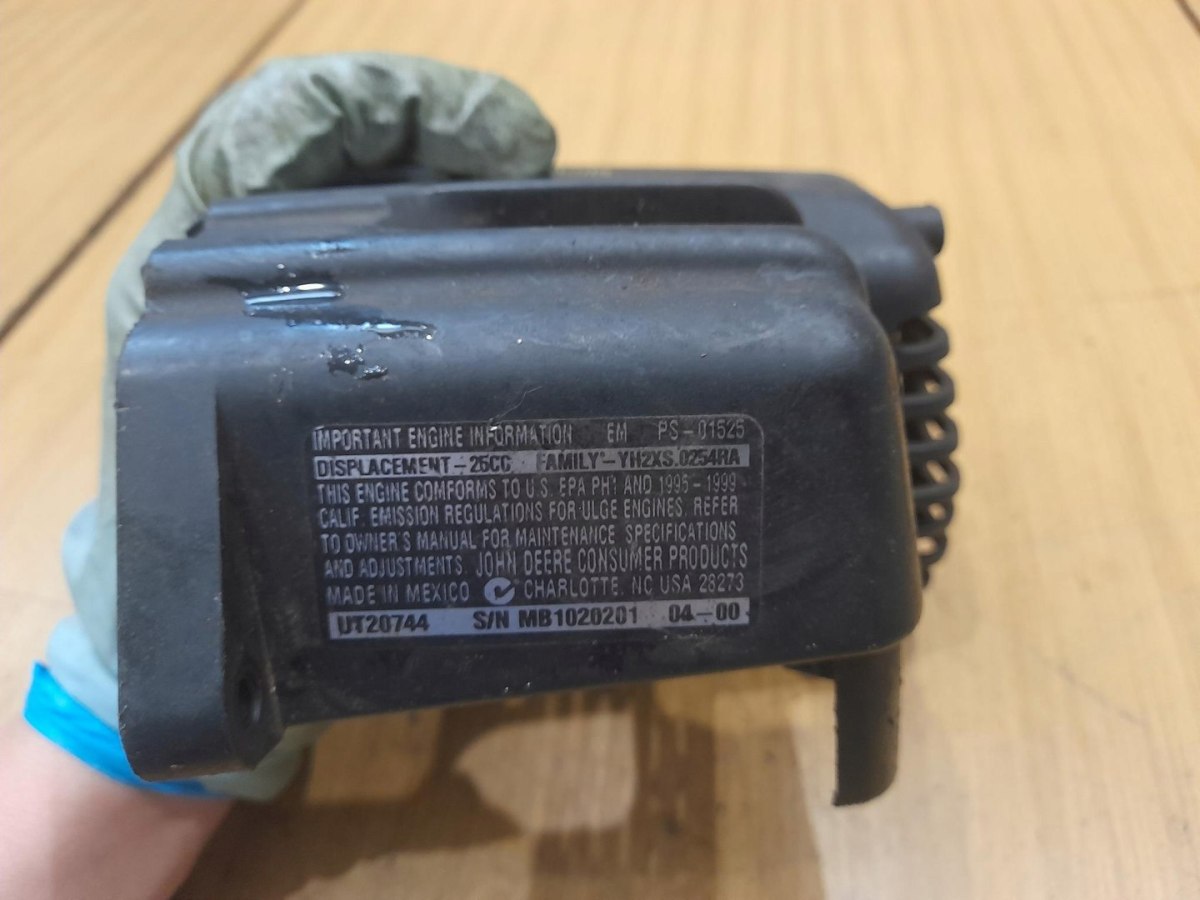 IMPORTANT ENGINE INFORMATION EM PS-01525
DISPLACEMENT-25CC FAMILY-YH2XS.0254RA
THIS ENGINE COMFORMS TO U.S. EPA PH1 AND 1995-1999
CALIF. EMISSION REGULATIONS FOR ULGE ENGINES. REFER
TO OWNER'S MANUAL FOR MAINTENANCE SPECIFICATIONS
AND ADJUSTMENTS. JOHN DEERE CONSUMER PRODUCTS
MADE IN MEXICO CHARLOTTE, NC USA 28273
UT20744 S/N MB1020201 04-00